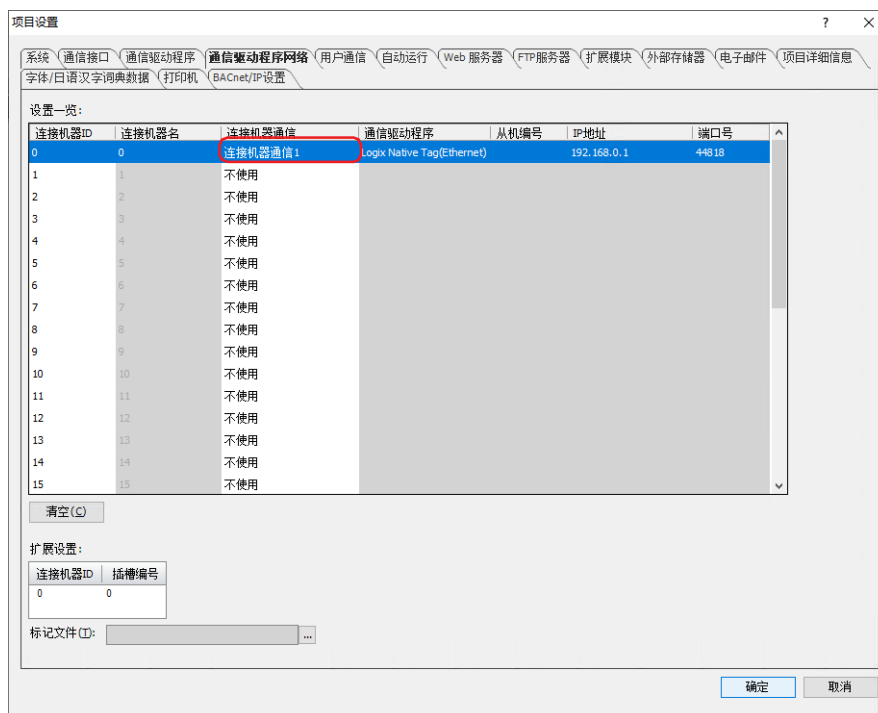 项目设置 ? ×
系统 通信接口 通信驱动程序 通信驱动程序网络 用户通信 自动运行 Web 服务器 FTP服务器 扩展模块 外部存储器 电子邮件 项目详细信息
字体/日语汉字词典数据 打印机 BACnet/IP设置
设置一览:
连接机器ID 连接机器名 连接机器通信 通信驱动程序 从机编号 IP地址 端口号
0 0 连接机器通信1 Logix Native Tag(Ethernet) 192.168.0.1 44818
1 1 不使用
2 2 不使用
3 3 不使用
4 4 不使用
5 5 不使用
6 6 不使用
7 7 不使用
8 8 不使用
9 9 不使用
10 10 不使用
11 11 不使用
12 12 不使用
13 13 不使用
14 14 不使用
15 15 不使用
清空(C)
扩展设置:
连接机器ID 插槽编号
0 0
标记文件(T): ...
确定 取消